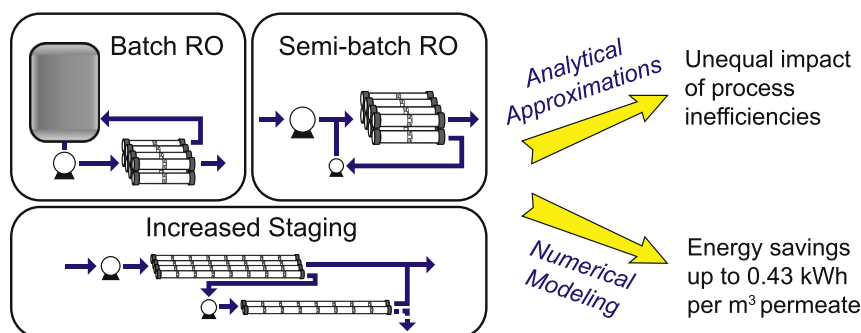 Batch RO
Semi-batch RO
Increased Staging
Analytical
Approximations
Unequal impact
of process
inefficiencies
Numerical
Modeling
Energy savings
up to 0.43 kWh
per m³ permeate